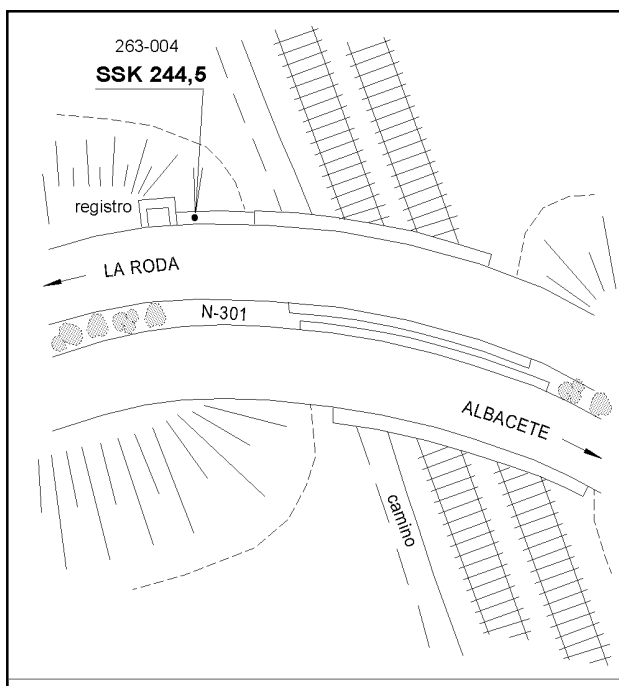 263-004
SSK 244,5
registro
LA RODA
N-301
ALBACETE
camino